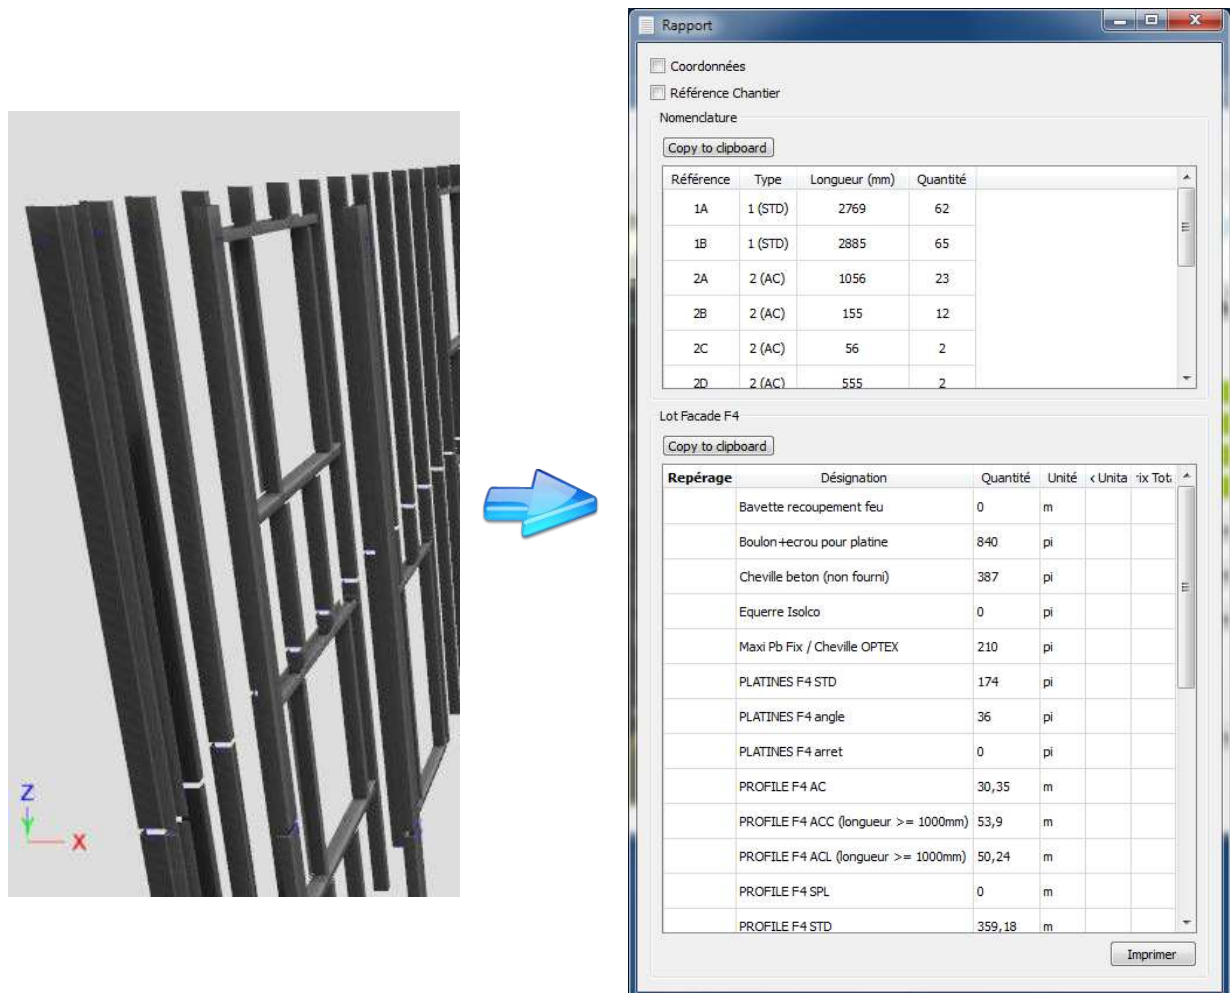 Rapport
Coordonnées
Référence Chantier
Nomenclature
Copy to clipboard
Référence Type Longueur (mm) Quantité
1A 1 (STD) 2769 62
1B 1 (STD) 2885 65
2A 2 (AC) 1056 23
2B 2 (AC) 155 12
2C 2 (AC) 56 2
2D 2 (AC) 555 2
Lot Facade F4
Copy to clipboard
Repérage Désignation Quantité Unité x Unita rix Tot
Bavette recoupement feu 0 m
Boulon+ecrou pour platine 840 pi
Cheville beton (non fourni) 387 pi
Equerre Isolco 0 pi
Maxi Pb Fix / Cheville OPTEX 210 pi
PLATINES F4 STD 174 pi
PLATINES F4 angle 36 pi
PLATINES F4 arret 0 pi
PROFILE F4 AC 30,35 m
PROFILE F4 ACC (longueur >= 1000mm) 53,9 m
PROFILE F4 ACL (longueur >= 1000mm) 50,24 m
PROFILE F4 SPL 0 m
PROFILE F4 STD 359,18 m
Imprimer
Z
Y
X